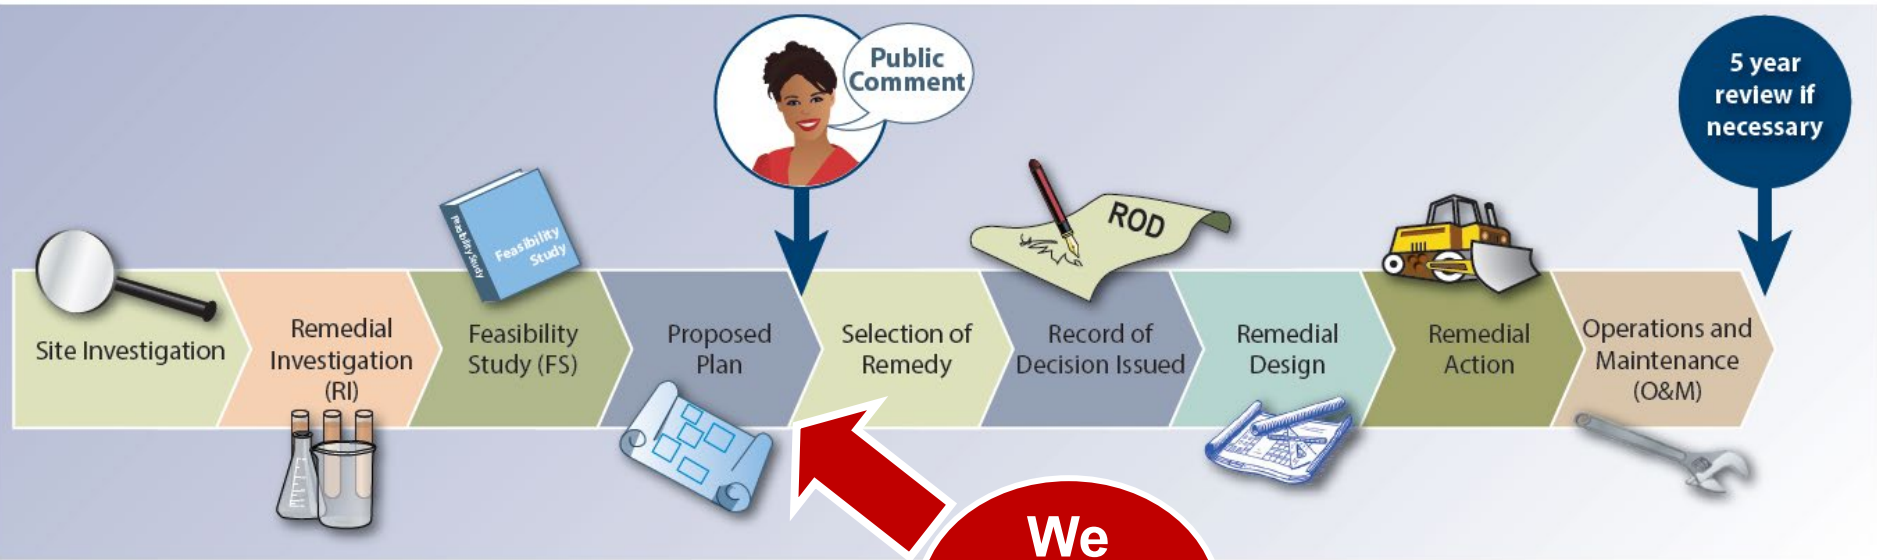 Public
Comment
5 year
review if
necessary
Feasibility Study
Feasibility
Study
ROD
Site Investigation
Remedial
Investigation
(RI)
Feasibility
Study (FS)
Proposed
Plan
Selection of
Remedy
Record of
Decision Issued
Remedial
Design
Remedial
Action
Operations and
Maintenance
(O&M)
We